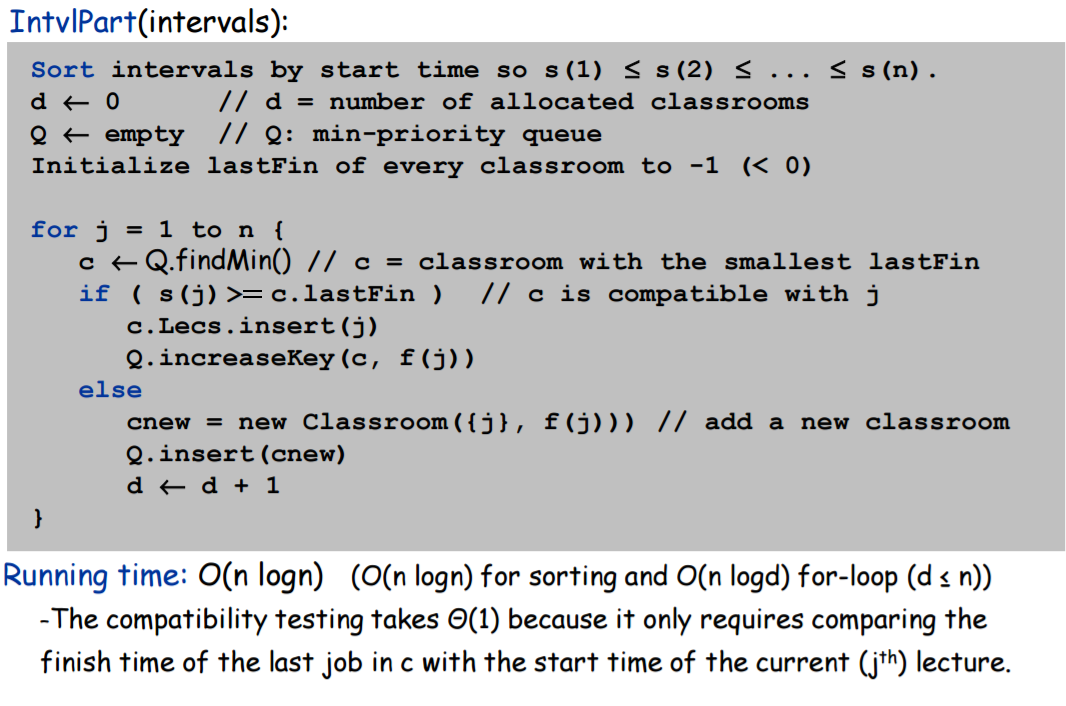 IntvlPart(intervals):
Sort intervals by start time so s(1) ≤ s(2) ≤ ... ≤ s(n).
d ← 0 // d = number of allocated classrooms
Q ← empty // Q: min-priority queue
Initialize lastFin of every classroom to -1 (< 0)
for j = 1 to n {
c ← Q.findMin() // c = classroom with the smallest lastFin
if ( s(j) >= c.lastFin ) // c is compatible with j
c.Lecs.insert(j)
Q.increaseKey(c, f(j))
else
cnew = new Classroom({j}, f(j))) // add a new classroom
Q.insert(cnew)
d ← d + 1
}
Running time: O(n logn) (O(n logn) for sorting and O(n logd) for-loop (d ≤ n))
-The compatibility testing takes Θ(1) because it only requires comparing the
finish time of the last job in c with the start time of the current (jᵗʰ) lecture.